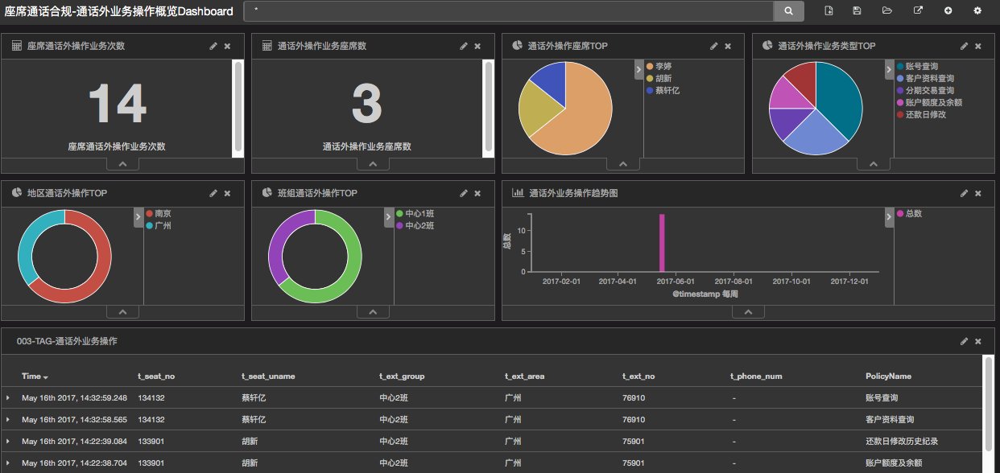 座席通话合规-通话外业务操作概览Dashboard
*
座席通话外操作业务次数
14
座席通话外操作业务次数
通话外操作业务座席数
3
通话外操作业务座席数
通话外操作座席TOP
李婷
胡新
蔡轩亿
通话外操作业务类型TOP
账号查询
客户资料查询
分期交易查询
账户额度及余额
还款日修改
地区通话外操作TOP
南京
广州
班组通话外操作TOP
中心1班
中心2班
通话外业务操作趋势图
总数
10
5
0
2017-02-01 2017-04-01 2017-06-01 2017-08-01 2017-10-01 2017-12-01
@timestamp 每周
总数
003-TAG-通话外业务操作
Time t_seat_no t_seat_uname t_ext_group t_ext_area t_ext_no t_phone_num PolicyName
May 16th 2017, 14:32:59.248 134132 蔡轩亿 中心2班 广州 76910 - 账号查询
May 16th 2017, 14:32:58.565 134132 蔡轩亿 中心2班 广州 76910 - 客户资料查询
May 16th 2017, 14:22:39.084 133901 胡新 中心2班 广州 75901 - 还款日修改历史纪录
May 16th 2017, 14:22:38.704 133901 胡新 中心2班 广州 75901 - 账户额度及余额